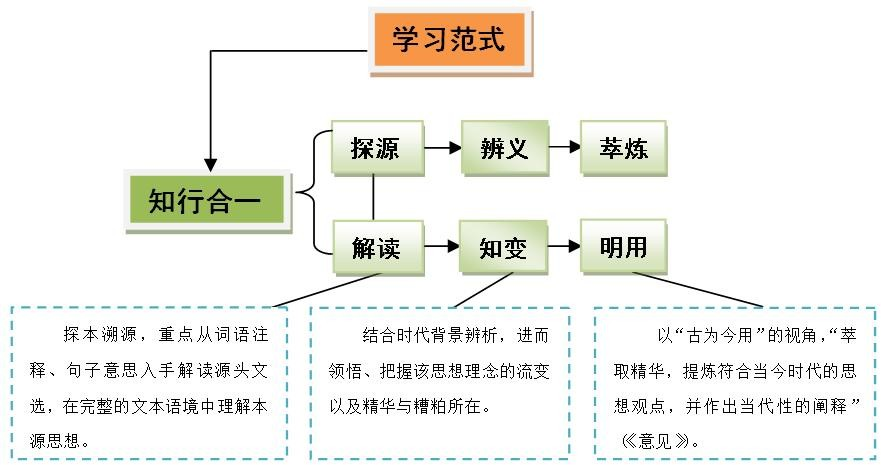 学习范式
知行合一
探源
辨义
萃炼
解读
知变
明用
探本溯源，重点从词语注
释、句子意思入手解读源头文
选，在完整的文本语境中理解本
源思想。
结合时代背景辨析，进而
领悟、把握该思想理念的流变
以及精华与糟粕所在。
以“古为今用”的视角，“萃
取精华，提炼符合当今时代的思
想观点，并作出当代性的阐释”
（《意见》）。